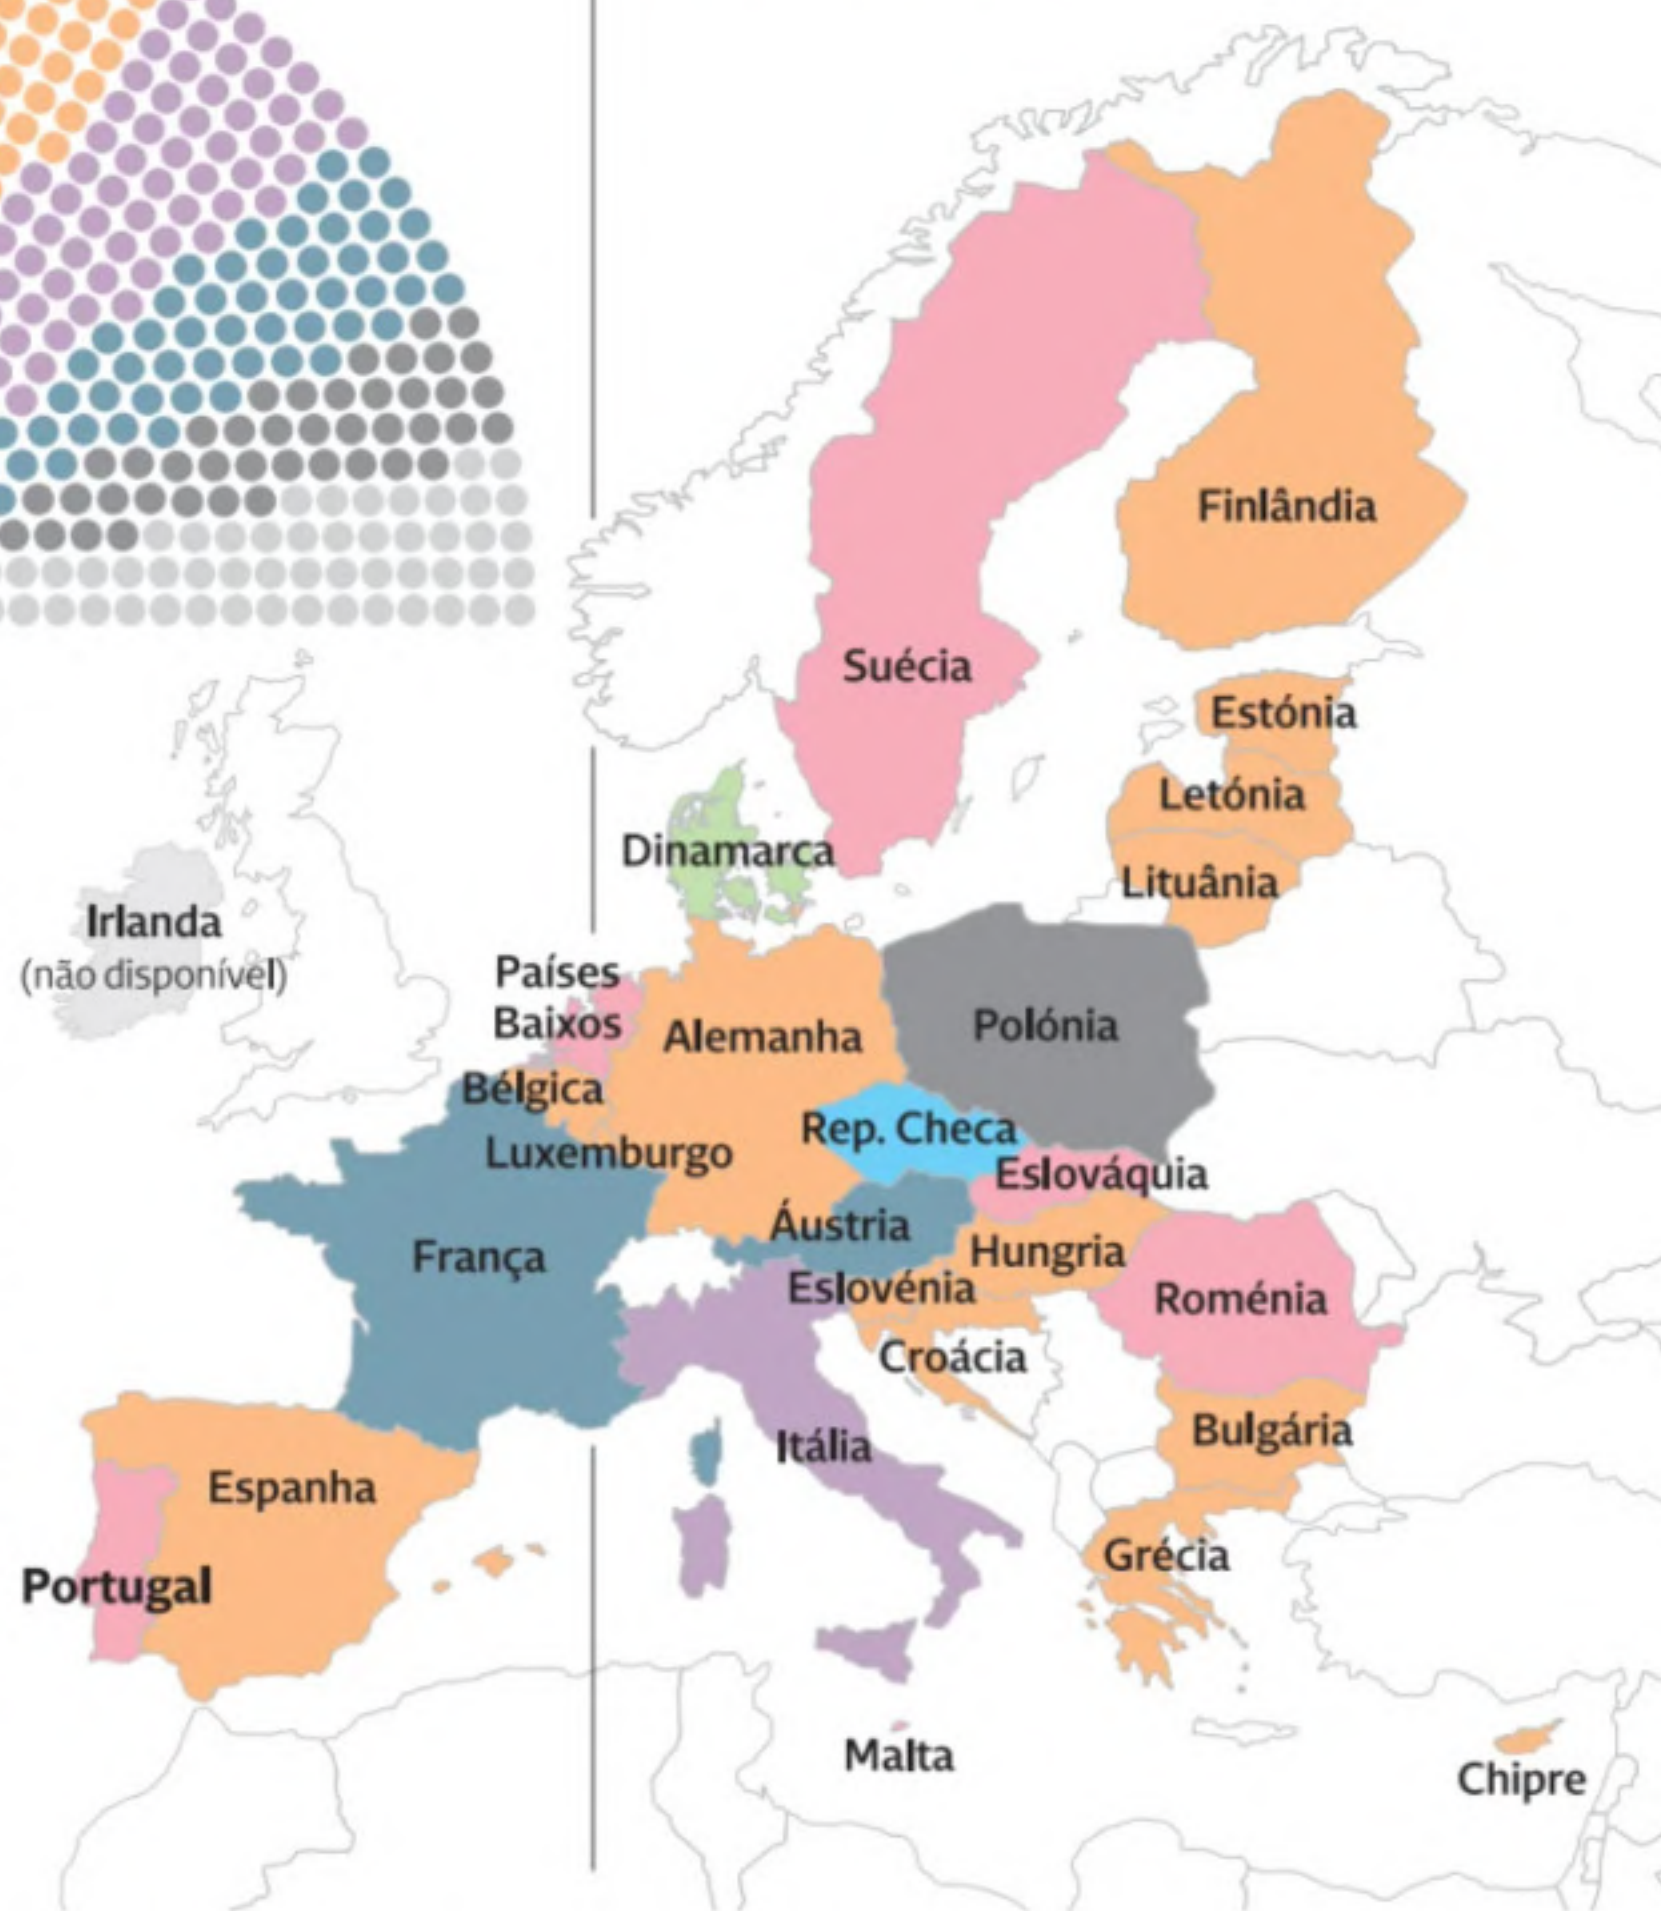 Finlândia
Suécia
Estónia
Letónia
Dinamarca
Lituânia
Irlanda
(não disponível)
Países
Baixos
Alemanha
Polónia
Bélgica
Rep. Checa
Luxemburgo
Eslováquia
Áustria
França
Hungria
Eslovénia
Roménia
Croácia
Bulgária
Itália
Espanha
Grécia
Portugal
Malta
Chipre